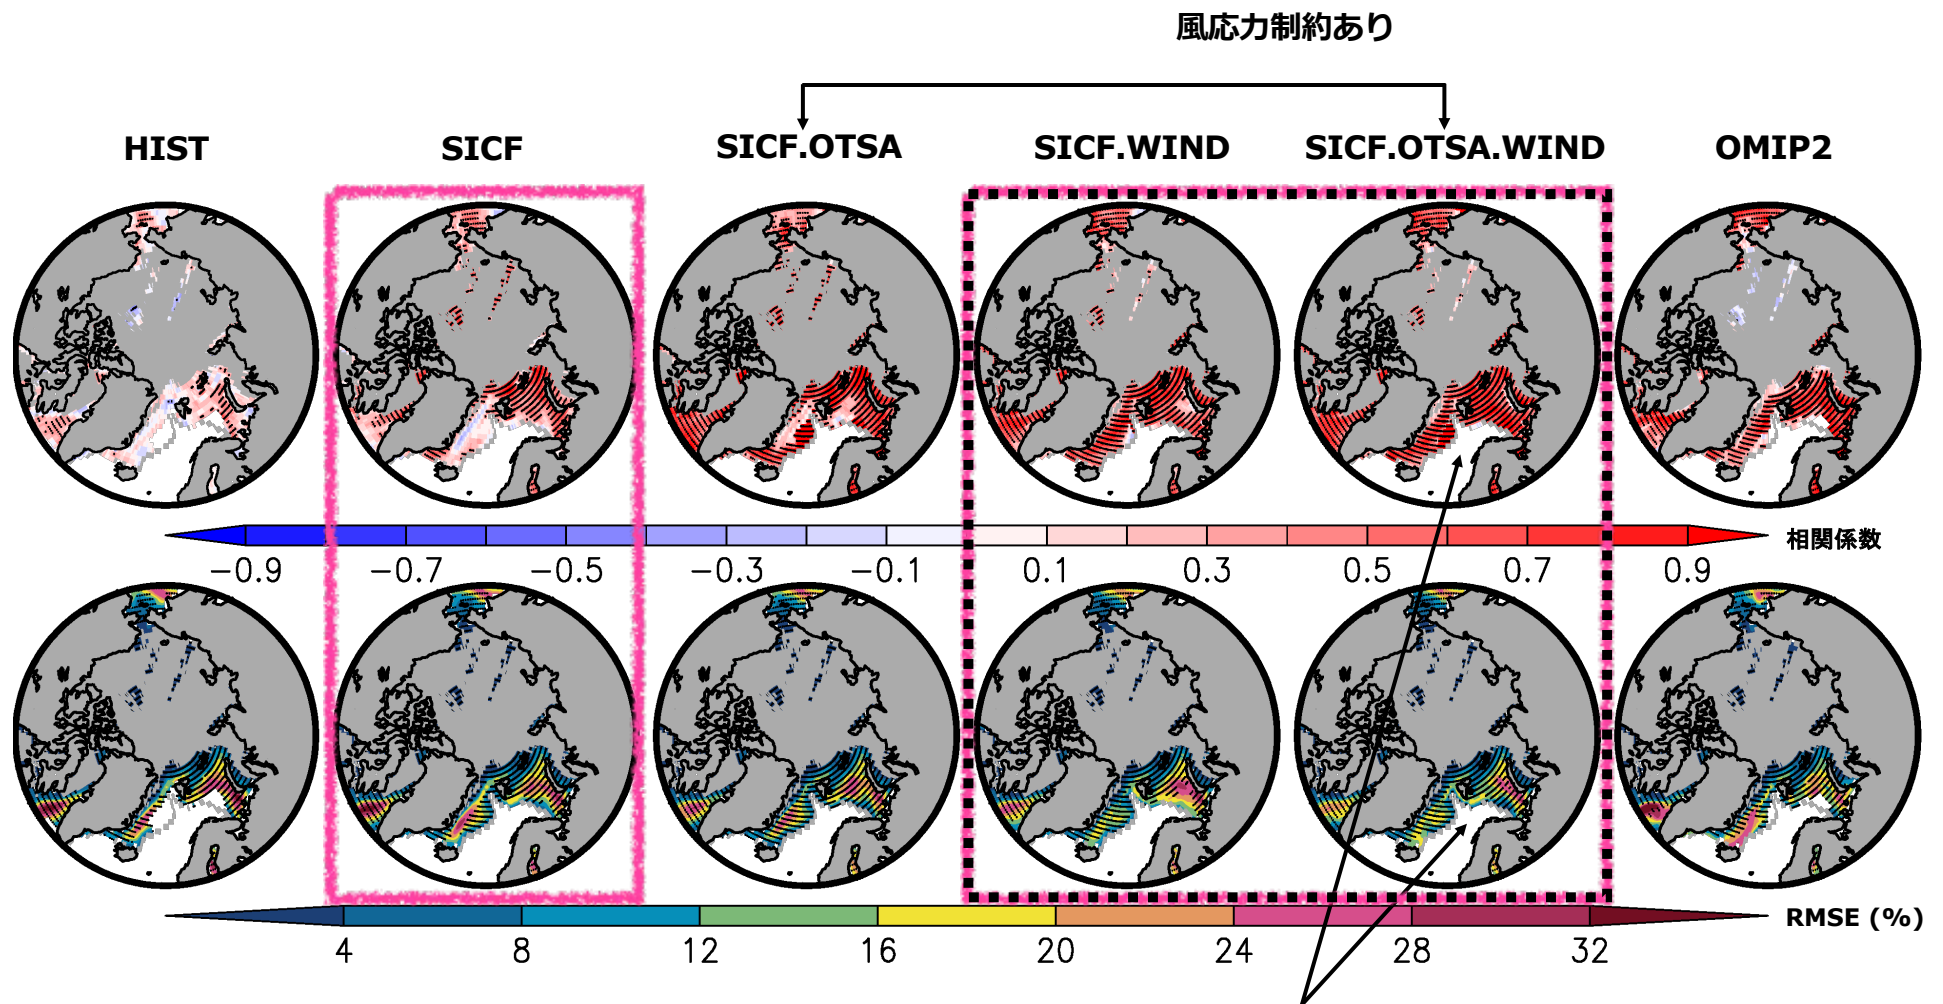 風応力制約あり
HIST SICF SICF.OTSA SICF.WIND SICF.OTSA.WIND OMIP2
−0.9 −0.7 −0.5 −0.3 −0.1 0.1 0.3 0.5 0.7 0.9 相関係数
4 8 12 16 20 24 28 32 RMSE (%)